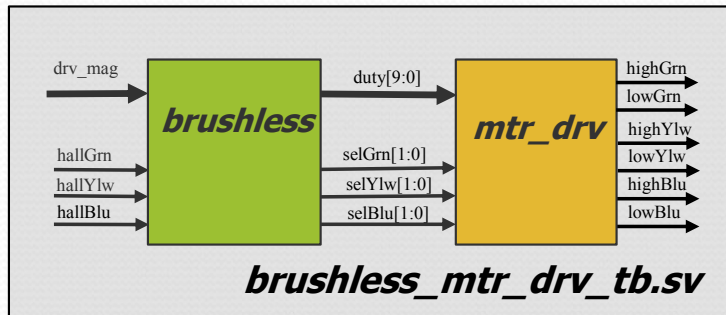 drv_mag
hallGrn
hallYlw
hallBlu
brushless
duty[9:0]
selGrn[1:0]
selYlw[1:0]
selBlu[1:0]
mtr_drv
highGrn
lowGrn
highYlw
lowYlw
highBlu
lowBlu
brushless_mtr_drv_tb.sv